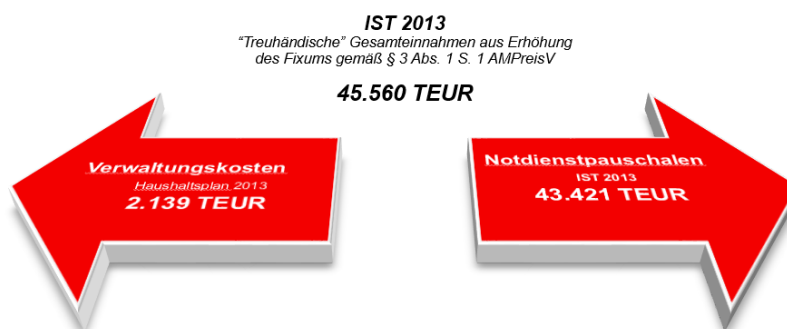 IST 2013
“Treuhändische” Gesamteinnahmen aus Erhöhung
des Fixums gemäß § 3 Abs. 1 S. 1 AMPreisV
45.560 TEUR
Verwaltungskosten
Haushaltsplan 2013
2.139 TEUR
Notdienstpauschalen
IST 2013
43.421 TEUR